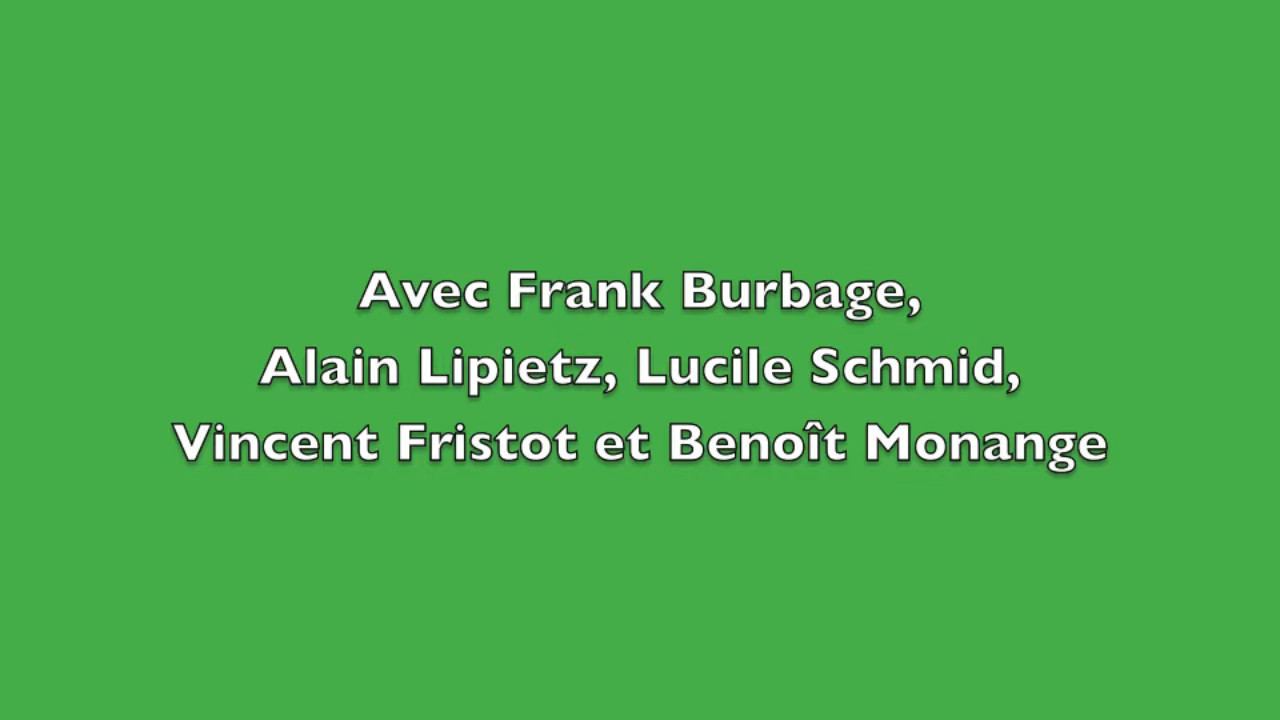 Avec Frank Burbage,
Alain Lipietz, Lucile Schmid,
Vincent Fristot et Benoît Monange